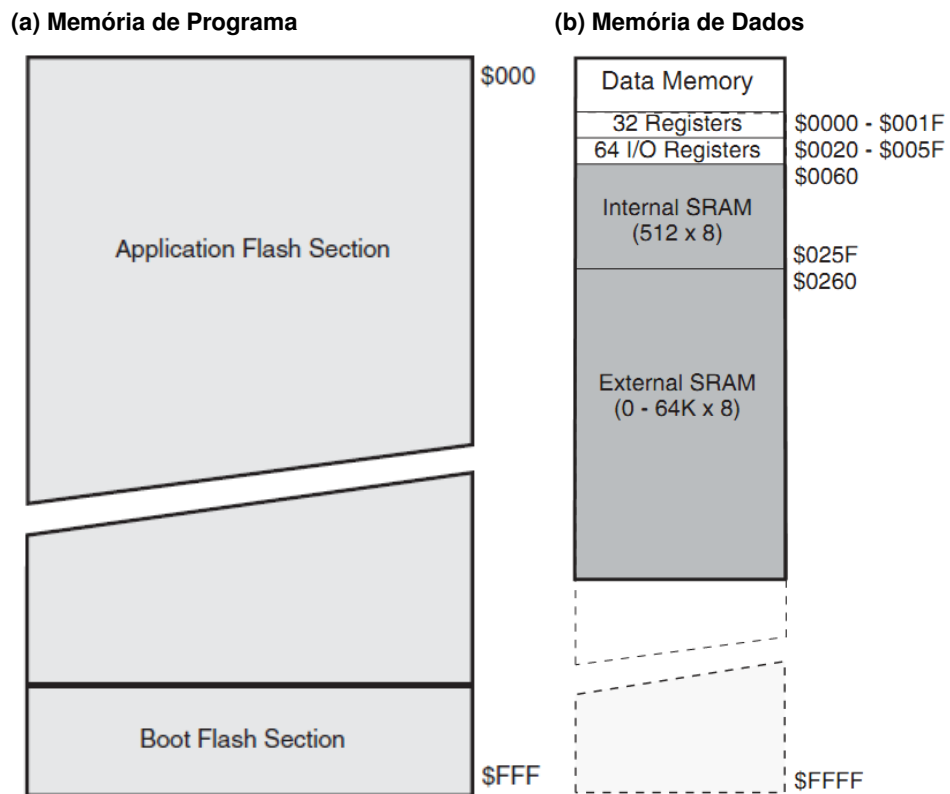 (a) Memória de Programa
$000
Application Flash Section
Boot Flash Section
$FFF
(b) Memória de Dados
Data Memory
32 Registers
$0000 - $001F
64 I/O Registers
$0020 - $005F
$0060
Internal SRAM
(512 x 8)
$025F
$0260
External SRAM
(0 - 64K x 8)
$FFFF